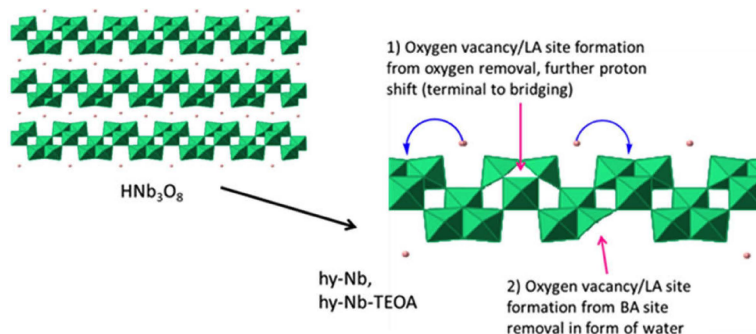 1) Oxygen vacancy/LA site formation
from oxygen removal, further proton
shift (terminal to bridging)
HNb₃O₈
hy-Nb,
hy-Nb-TEOA
2) Oxygen vacancy/LA site
formation from BA site
removal in form of water